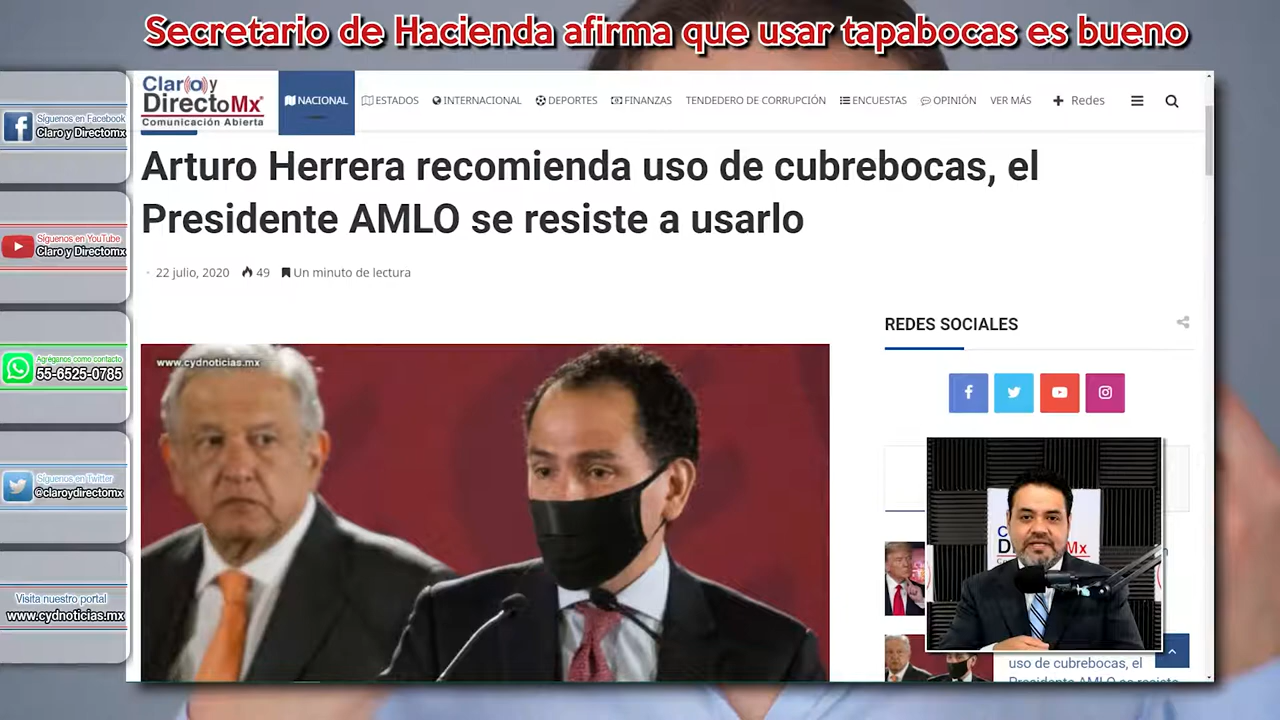 Secretario de Hacienda afirma que usar tapabocas es bueno
Claro y
DirectoMx
Comunicación Abierta
NACIONAL
ESTADOS
INTERNACIONAL
DEPORTES
FINANZAS
TENDEDERO DE CORRUPCIÓN
ENCUESTAS
OPINIÓN
VER MÁS
Redes
Síguenos en Facebook
Claro y Directomx
Síguenos en YouTube
Claro y Directomx
Agréganos como contacto
55-6525-0785
Síguenos en Twitter
@claroydirectomx
Visita nuestro portal
www.cydnoticias.mx
Arturo Herrera recomienda uso de cubrebocas, el
Presidente AMLO se resiste a usarlo
22 julio, 2020 49 Un minuto de lectura
www.cydnoticias.mx
REDES SOCIALES
uso de cubrebocas, el
Presidente AMLO se resiste